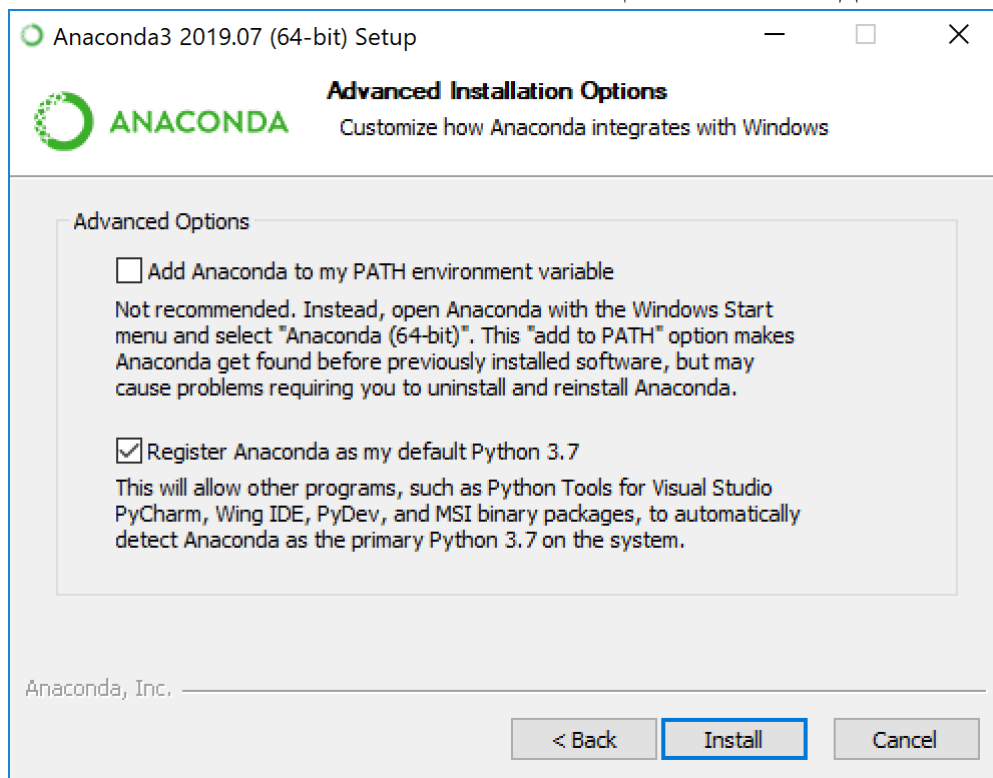 Anaconda3 2019.07 (64-bit) Setup
ANACONDA
Advanced Installation Options
Customize how Anaconda integrates with Windows
Advanced Options
Add Anaconda to my PATH environment variable
Not recommended. Instead, open Anaconda with the Windows Start
menu and select "Anaconda (64-bit)". This "add to PATH" option makes
Anaconda get found before previously installed software, but may
cause problems requiring you to uninstall and reinstall Anaconda.
Register Anaconda as my default Python 3.7
This will allow other programs, such as Python Tools for Visual Studio
PyCharm, Wing IDE, PyDev, and MSI binary packages, to automatically
detect Anaconda as the primary Python 3.7 on the system.
Anaconda, Inc.
< Back
Install
Cancel